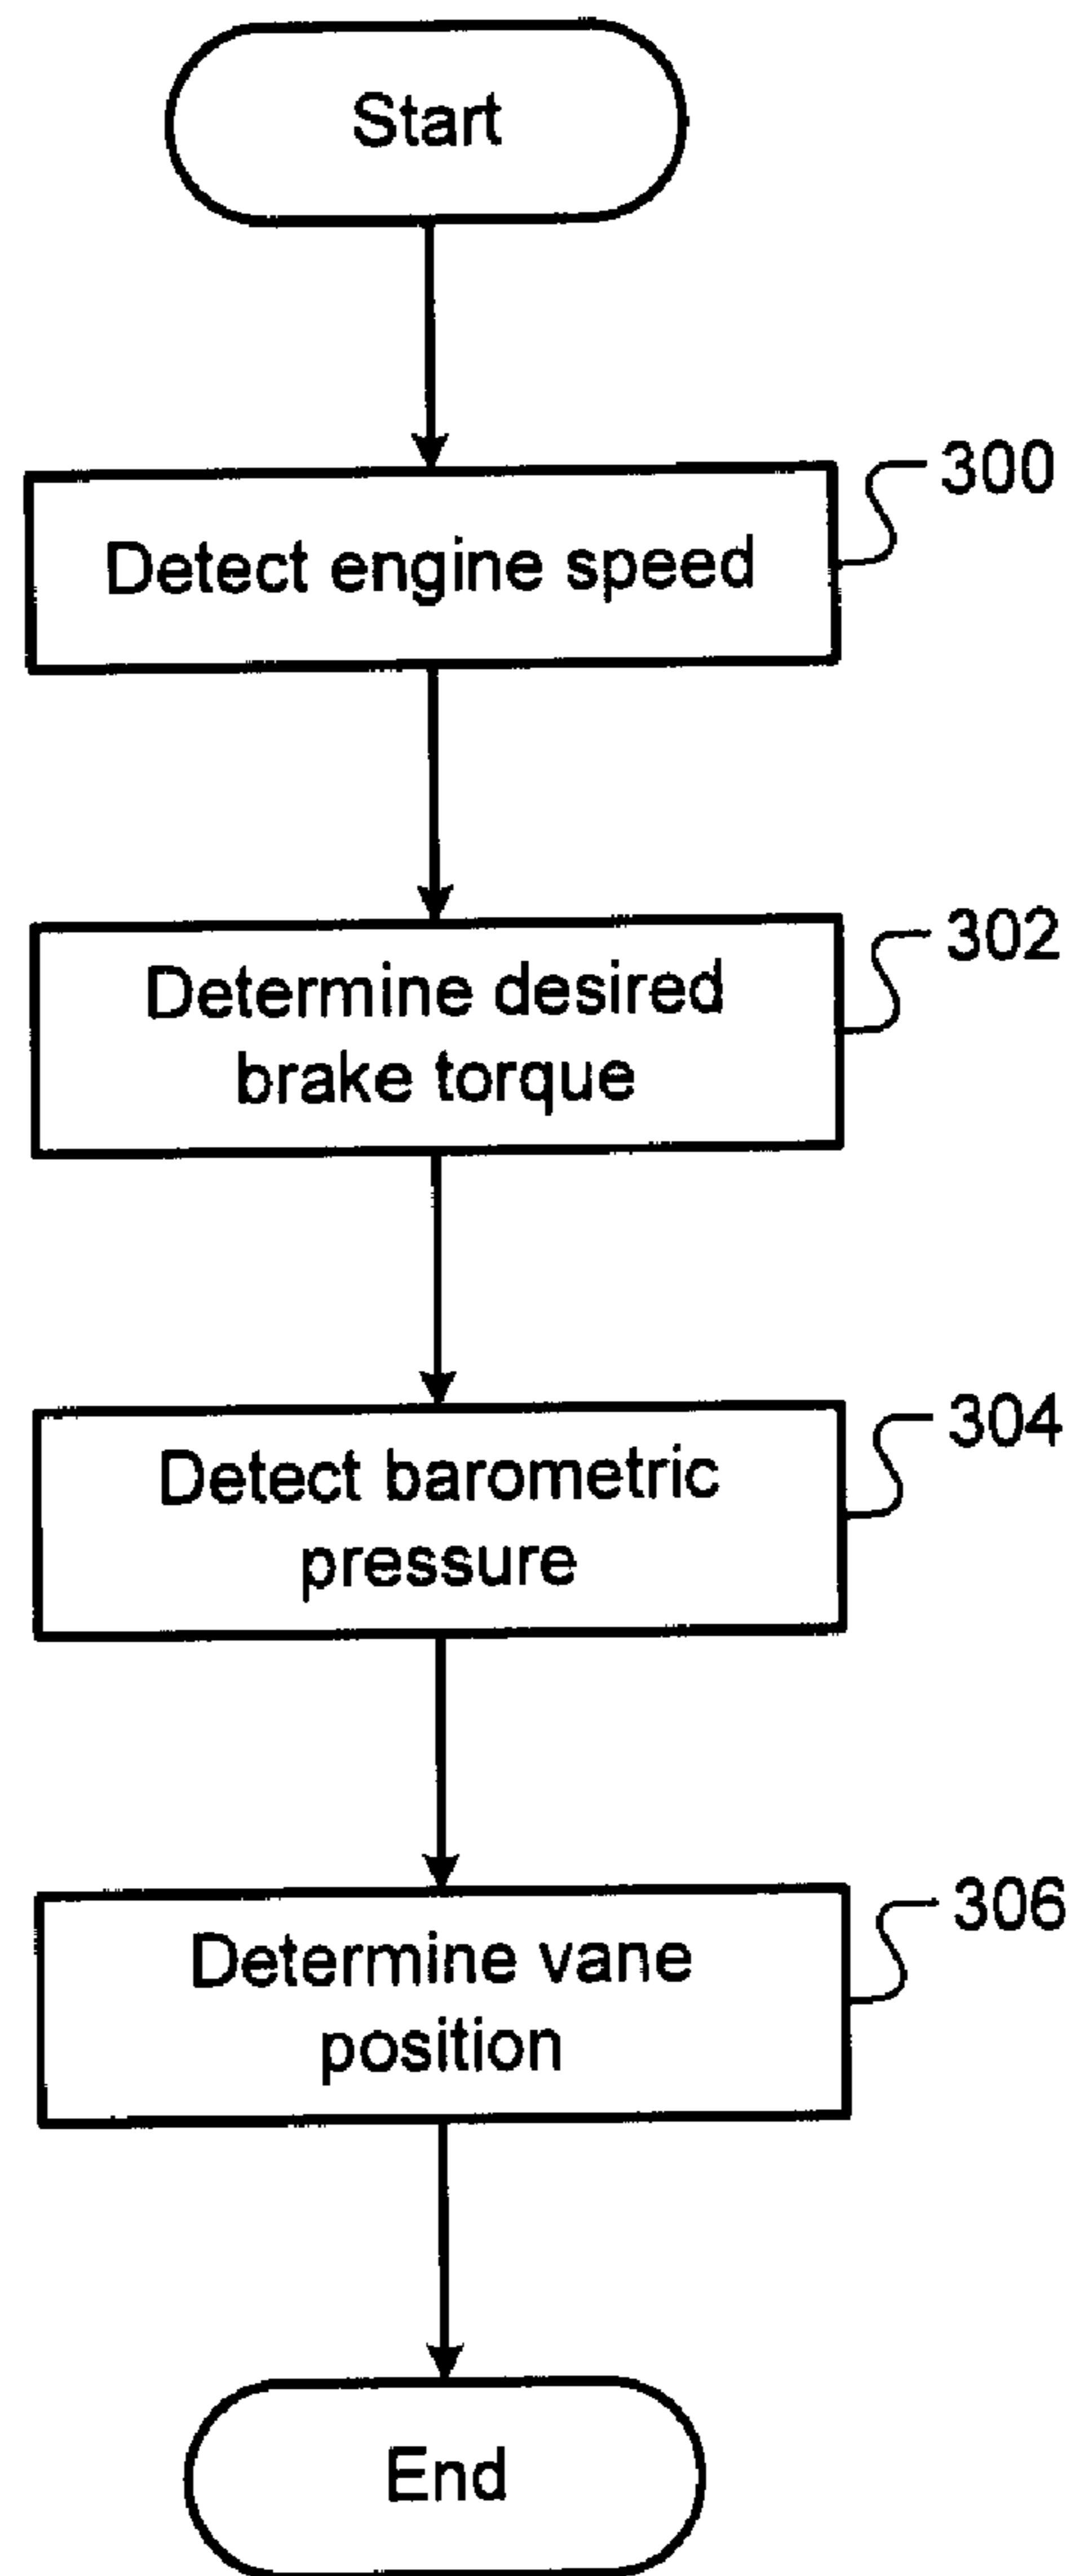 Start
300
Detect engine speed
302
Determine desired
brake torque
304
Detect barometric
pressure
306
Determine vane
position
End